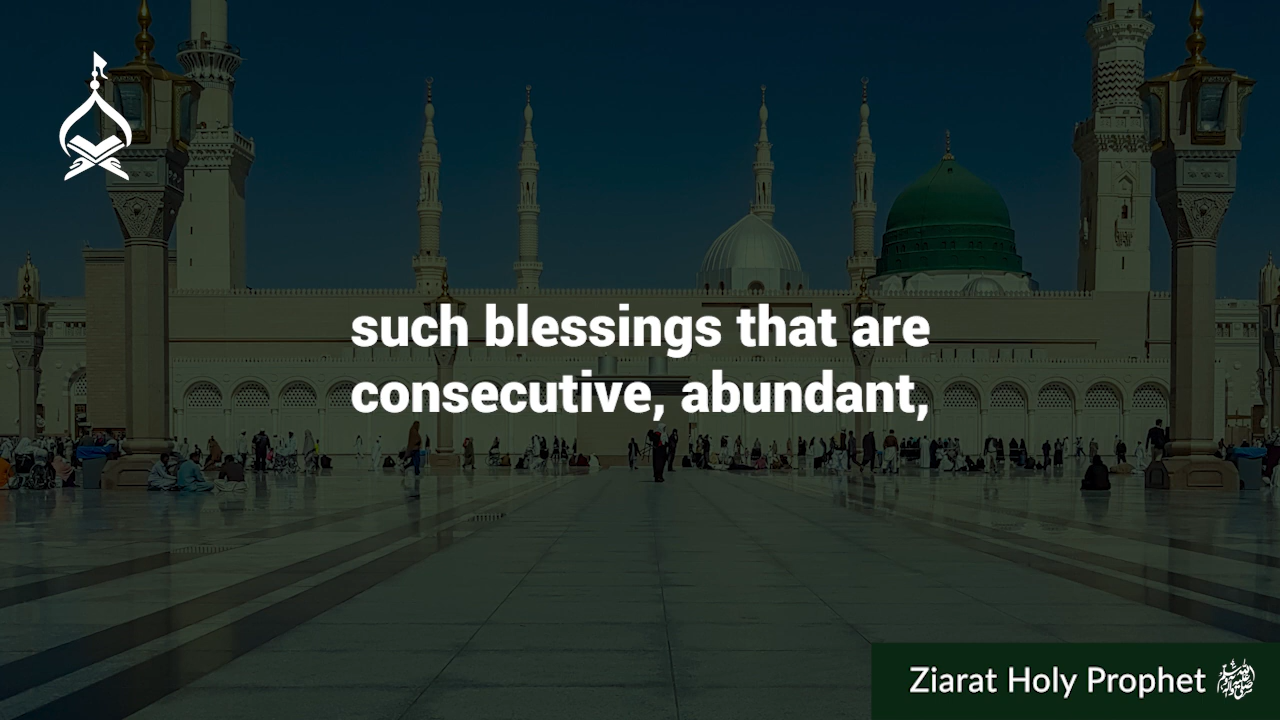 such blessings that are
consecutive, abundant,
Ziarat Holy Prophet